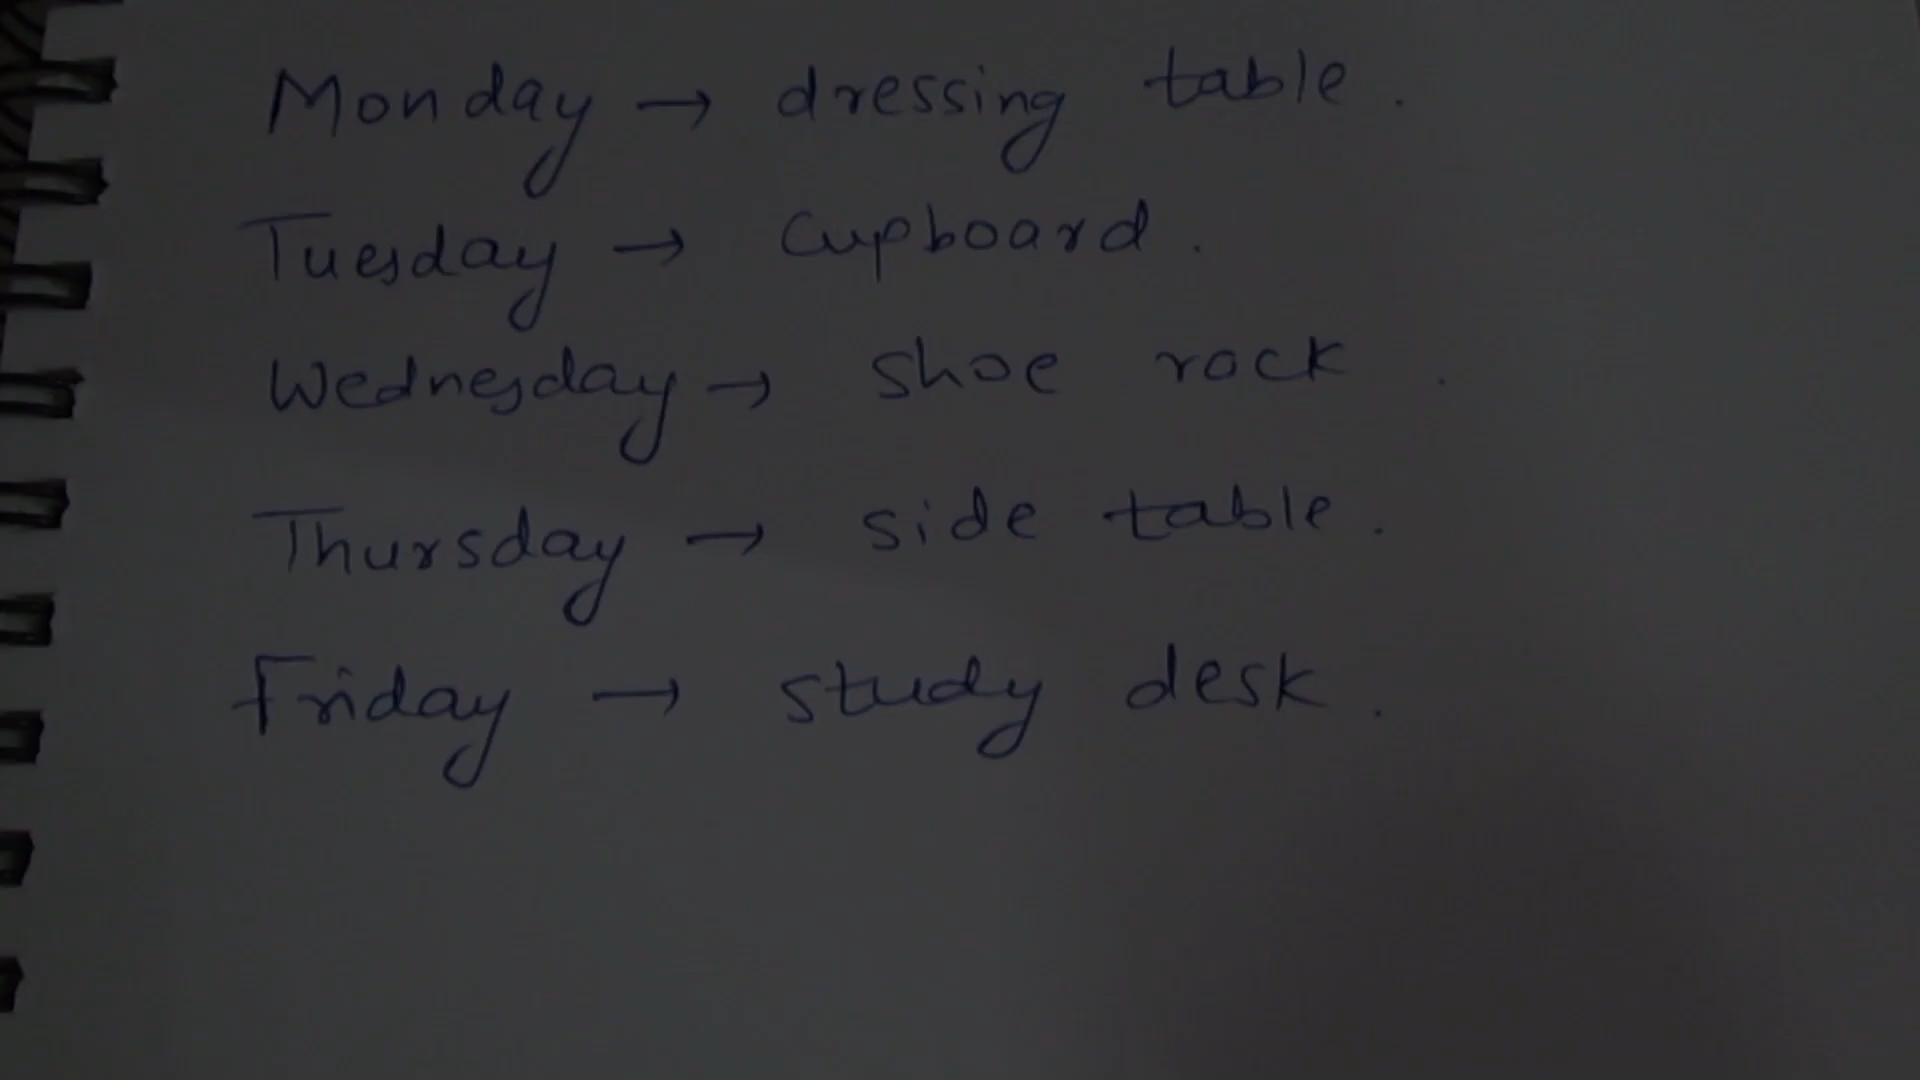 Monday → dressing table.
Tuesday → Cupboard.
Wednesday → shoe rock.
Thursday → side table.
Friday → study desk.